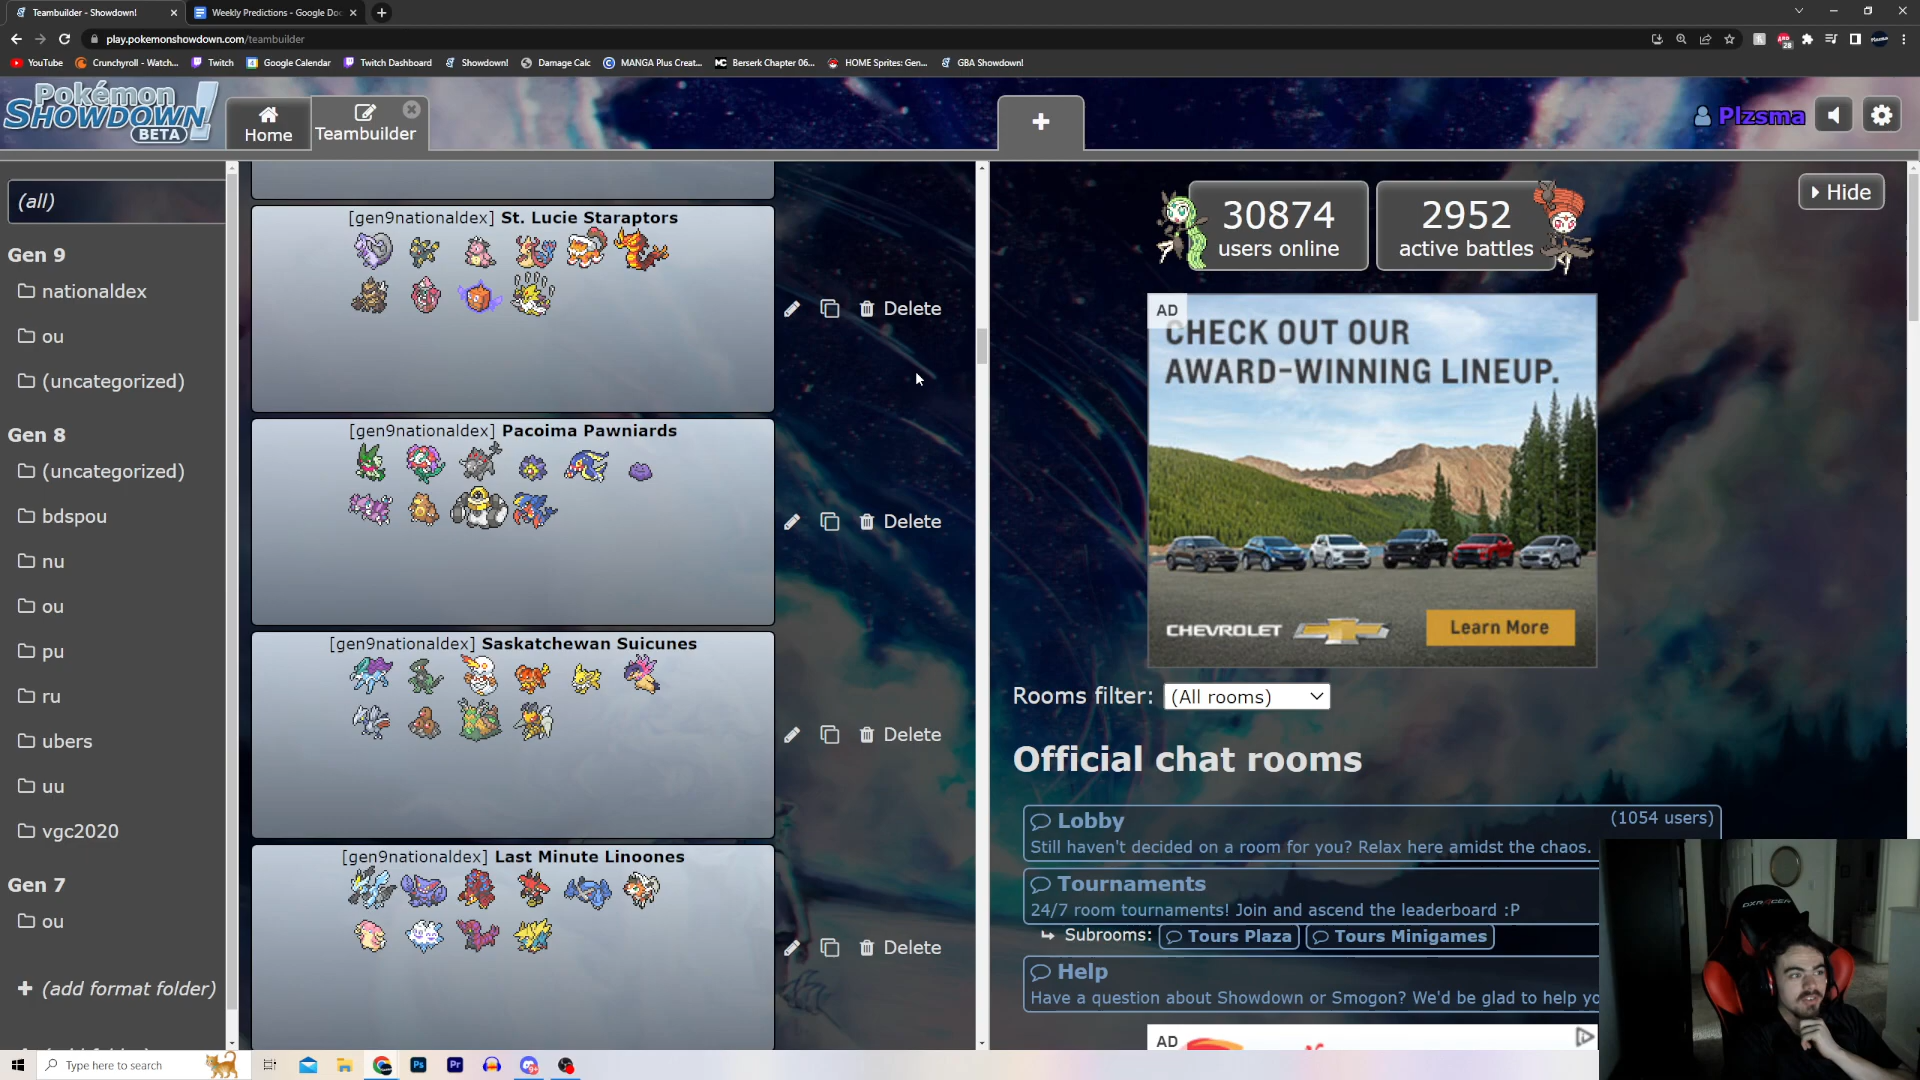 Teambuilder - Showdown!
Weekly Predictions - Google Doc
play.pokemonshowdown.com/teambuilder
YouTube
Crunchyroll - Watch...
Twitch
Google Calendar
Twitch Dashboard
Showdown!
Damage Calc
MANGA Plus Creat...
Berserk Chapter 06...
HOME Sprites: Gen...
GBA Showdown!
Pokémon
SHOWDOWN!
BETA
Home
Teambuilder
+
Plzsma
(all)
Gen 9
nationaldex
ou
(uncategorized)
Gen 8
(uncategorized)
bdspou
nu
ou
pu
ru
ubers
uu
vgc2020
Gen 7
ou
+ (add format folder)
[gen9nationaldex] St. Lucie Staraptors
Delete
[gen9nationaldex] Pacoima Pawniards
Delete
[gen9nationaldex] Saskatchewan Suicunes
Delete
[gen9nationaldex] Last Minute Linoones
Delete
30874
users online
2952
active battles
Hide
AD
CHECK OUT OUR
AWARD-WINNING LINEUP.
CHEVROLET
Learn More
Rooms filter: (All rooms)
Official chat rooms
Lobby (1054 users)
Still haven't decided on a room for you? Relax here amidst the chaos.
Tournaments
24/7 room tournaments! Join and ascend the leaderboard :P
Subrooms: Tours Plaza Tours Minigames
Help
Have a question about Showdown or Smogon? We'd be glad to help yo
AD
DXRACER
Type here to search
Ps
Pr